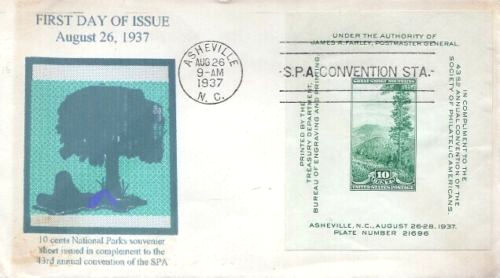 FIRST DAY OF ISSUE
August 26, 1937
ASHEVILLE
AUG 26
9-AM
1937
N. C.
S.P.A. CONVENTION STA.
UNDER THE AUTHORITY OF
JAMES A. FARLEY, POSTMASTER GENERAL
PRINTED BY THE
TREASURY DEPARTMENT,
BUREAU OF ENGRAVING AND PRINTING.
GREAT SMOKY MOUNTAINS
10
CENTS
UNITED STATES POSTAGE
IN COMPLIMENT TO THE
43RD ANNUAL CONVENTION OF THE
SOCIETY OF PHILATELIC AMERICANS.
ASHEVILLE, N.C., AUGUST 26-28, 1937.
PLATE NUMBER 21696
10 cents National Parks souvenier
Sheet issued in complement to the
43rd annual convention of the SPA